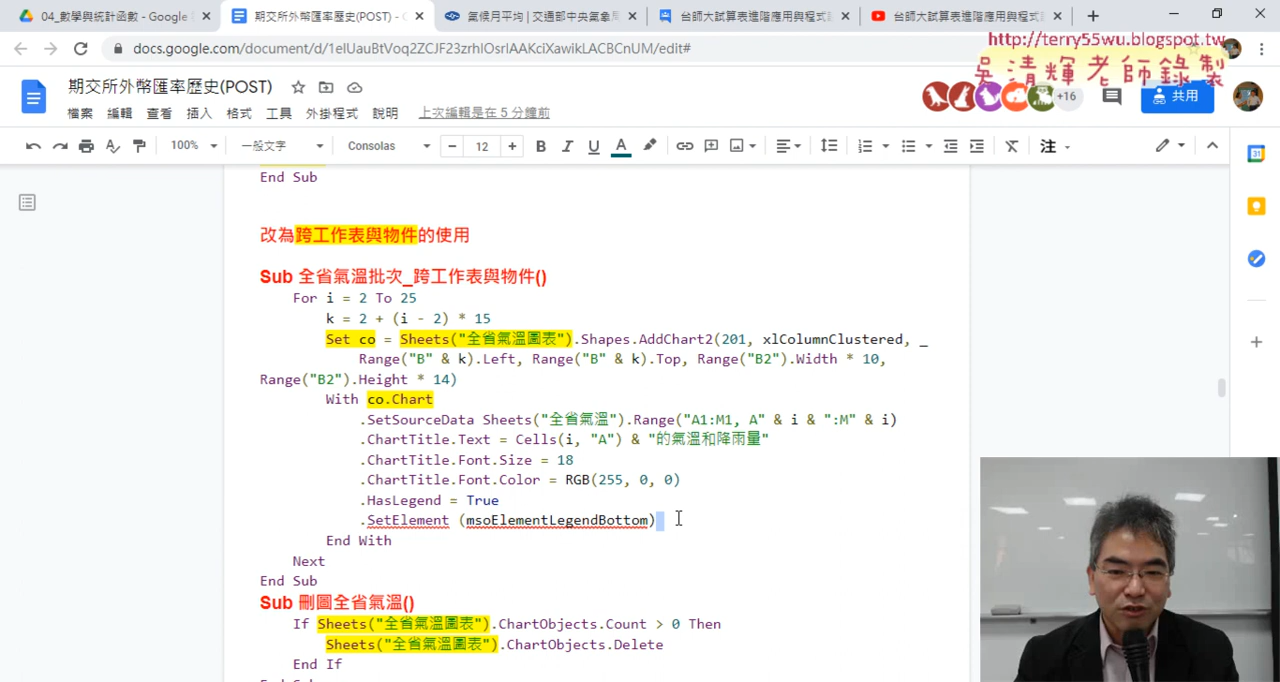 04_數學與統計函數 - Google
期交所外幣匯率歷史(POST) - G
氣候月平均 | 交通部中央氣象局
台師大試算表進階應用與程式設
台師大試算表進階應用與程式設
docs.google.com/document/d/
http://terry55wu.blogspot.tw
吳清輝老師錄製
期交所外幣匯率歷史(POST)
+16
共用
檔案 編輯 查看 插入 格式 工具 外掛程式 說明 上次編輯是在 5 分鐘前
100% 一般文字 Consolas 12 B I U A 注
31
End Sub
改為跨工作表與物件的使用
Sub 全省氣溫批次_跨工作表與物件()
For i = 2 To 25
k = 2 + (i - 2) * 15
Set co = Sheets("全省氣溫圖表").Shapes.AddChart2(201, xlColumnClustered, _
Range("B" & k).Left, Range("B" & k).Top, Range("B2").Width * 10,
Range("B2").Height * 14)
With co.Chart
.SetSourceData Sheets("全省氣溫").Range("A1:M1, A" & i & ":M" & i)
.ChartTitle.Text = Cells(i, "A") & "的氣溫和降雨量"
.ChartTitle.Font.Size = 18
.ChartTitle.Font.Color = RGB(255, 0, 0)
.HasLegend = True
.SetElement (msoElementLegendBottom)
End With
Next
End Sub
Sub 刪圖全省氣溫()
If Sheets("全省氣溫圖表").ChartObjects.Count > 0 Then
Sheets("全省氣溫圖表").ChartObjects.Delete
End If